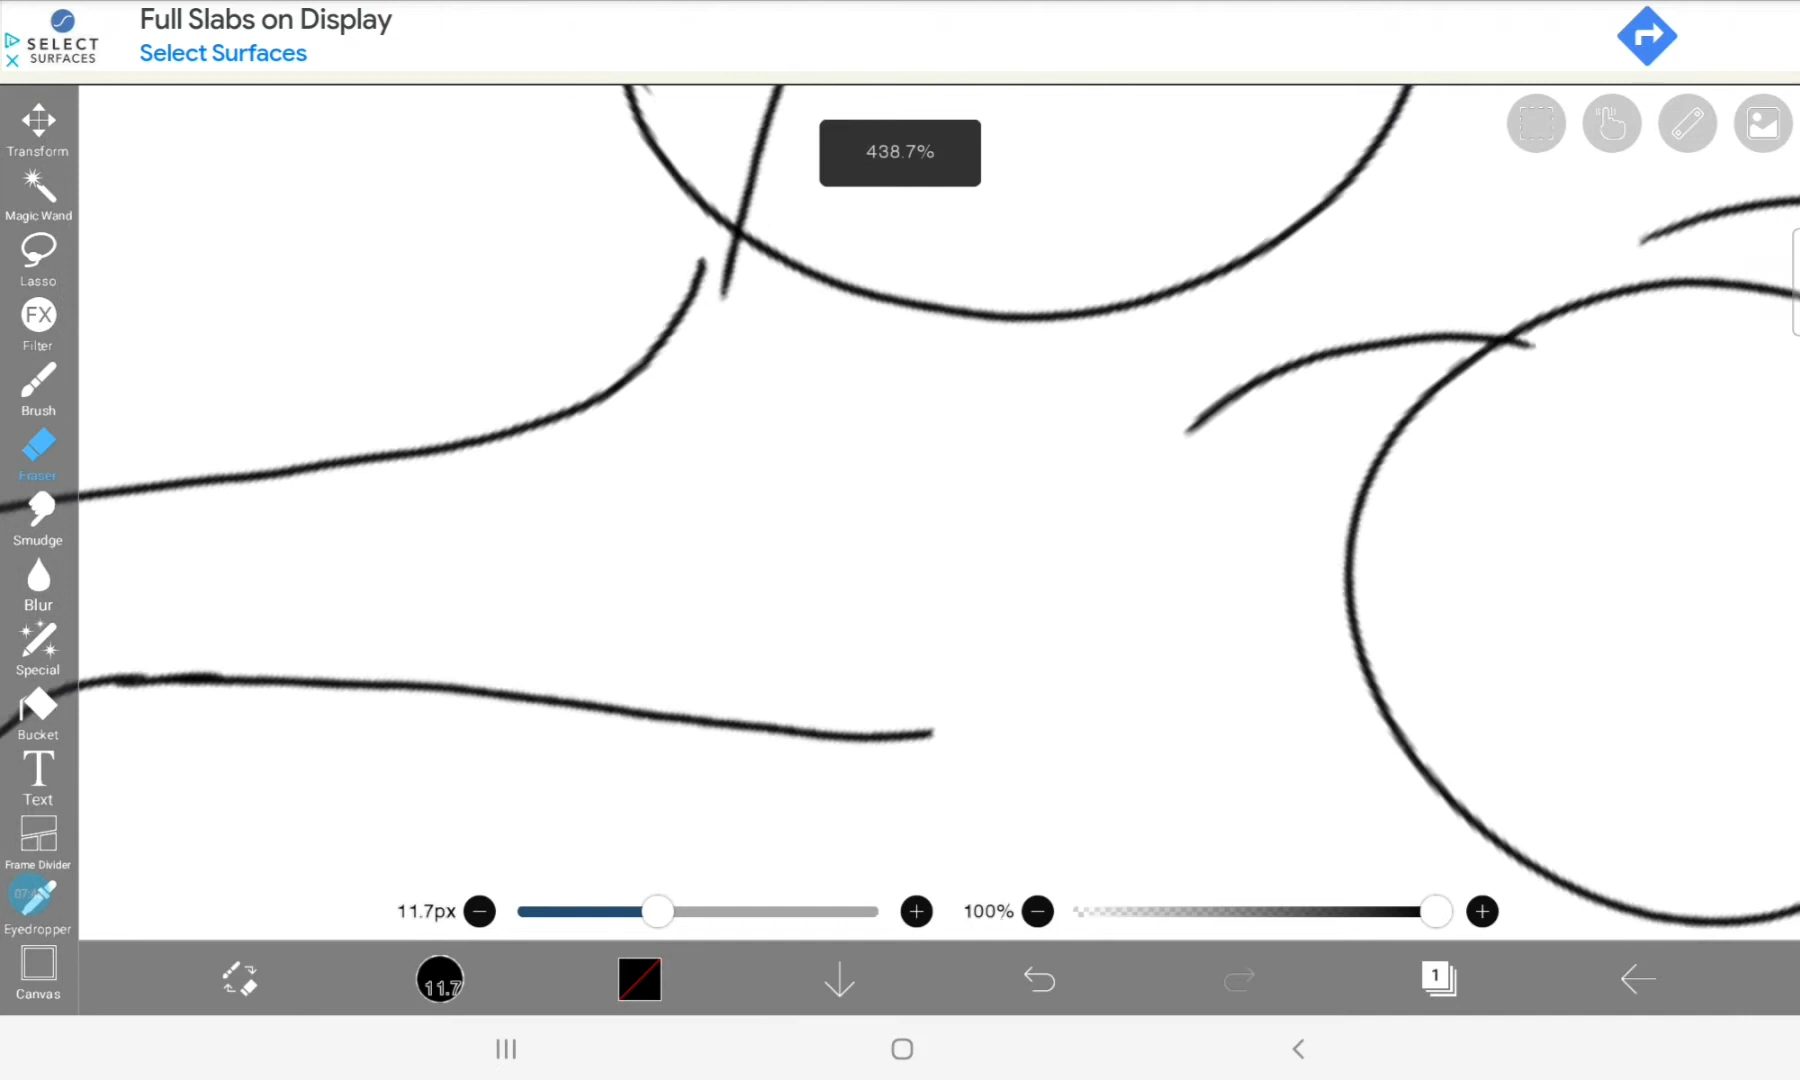 SELECT
SURFACES
Full Slabs on Display
Select Surfaces
438.7%
Transform
Magic Wand
Lasso
FX
Filter
Brush
Eraser
Smudge
Blur
Special
Bucket
T
Text
Frame Divider
Eyedropper
Canvas
11.7px
100%
11.7
1